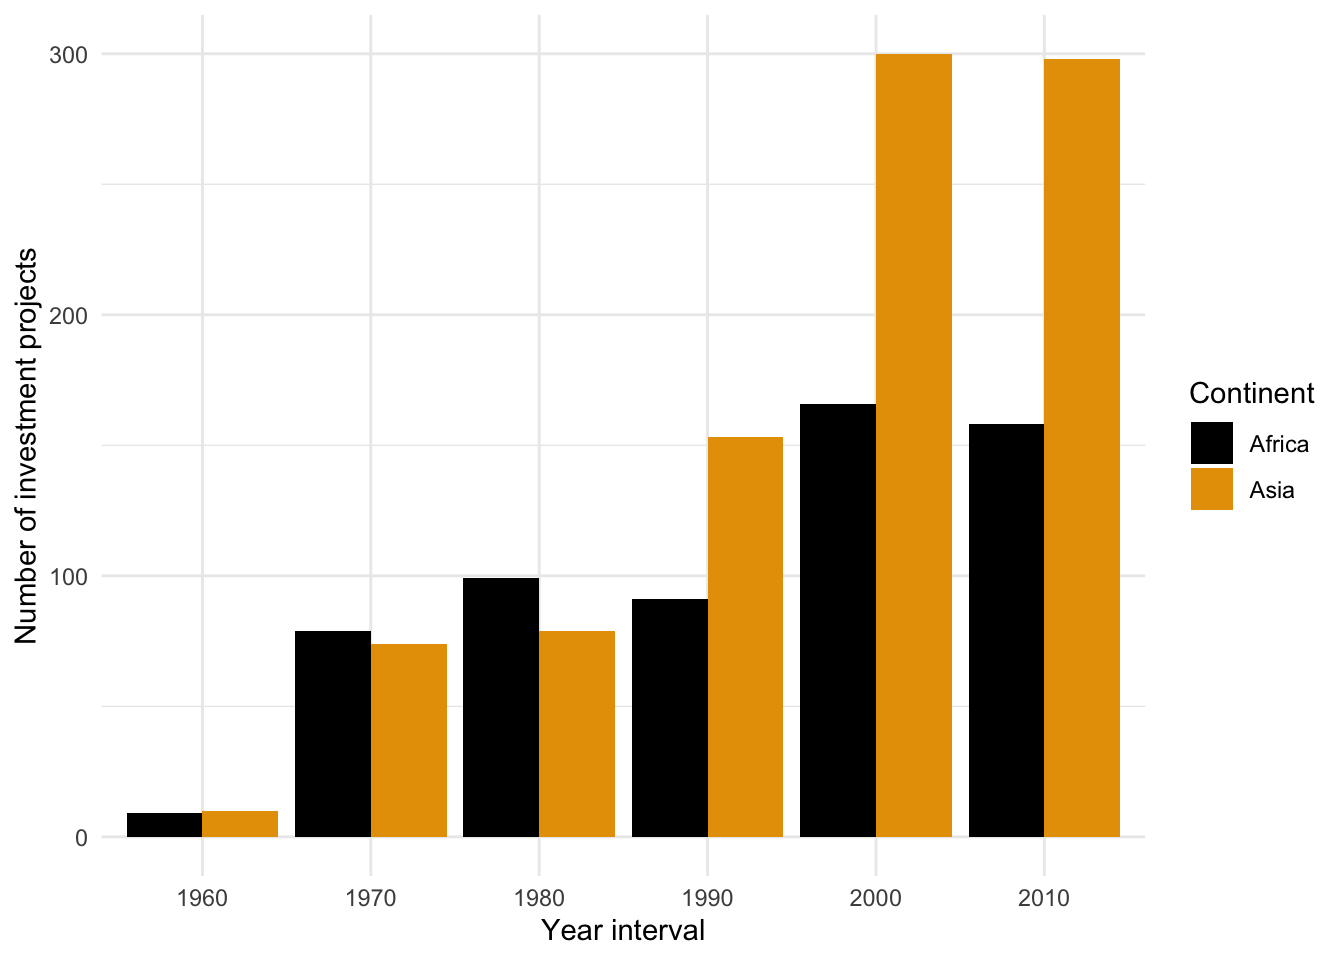 300
200
100
0
Number of investment projects
1960 1970 1980 1990 2000 2010
Year interval
Continent
Africa
Asia